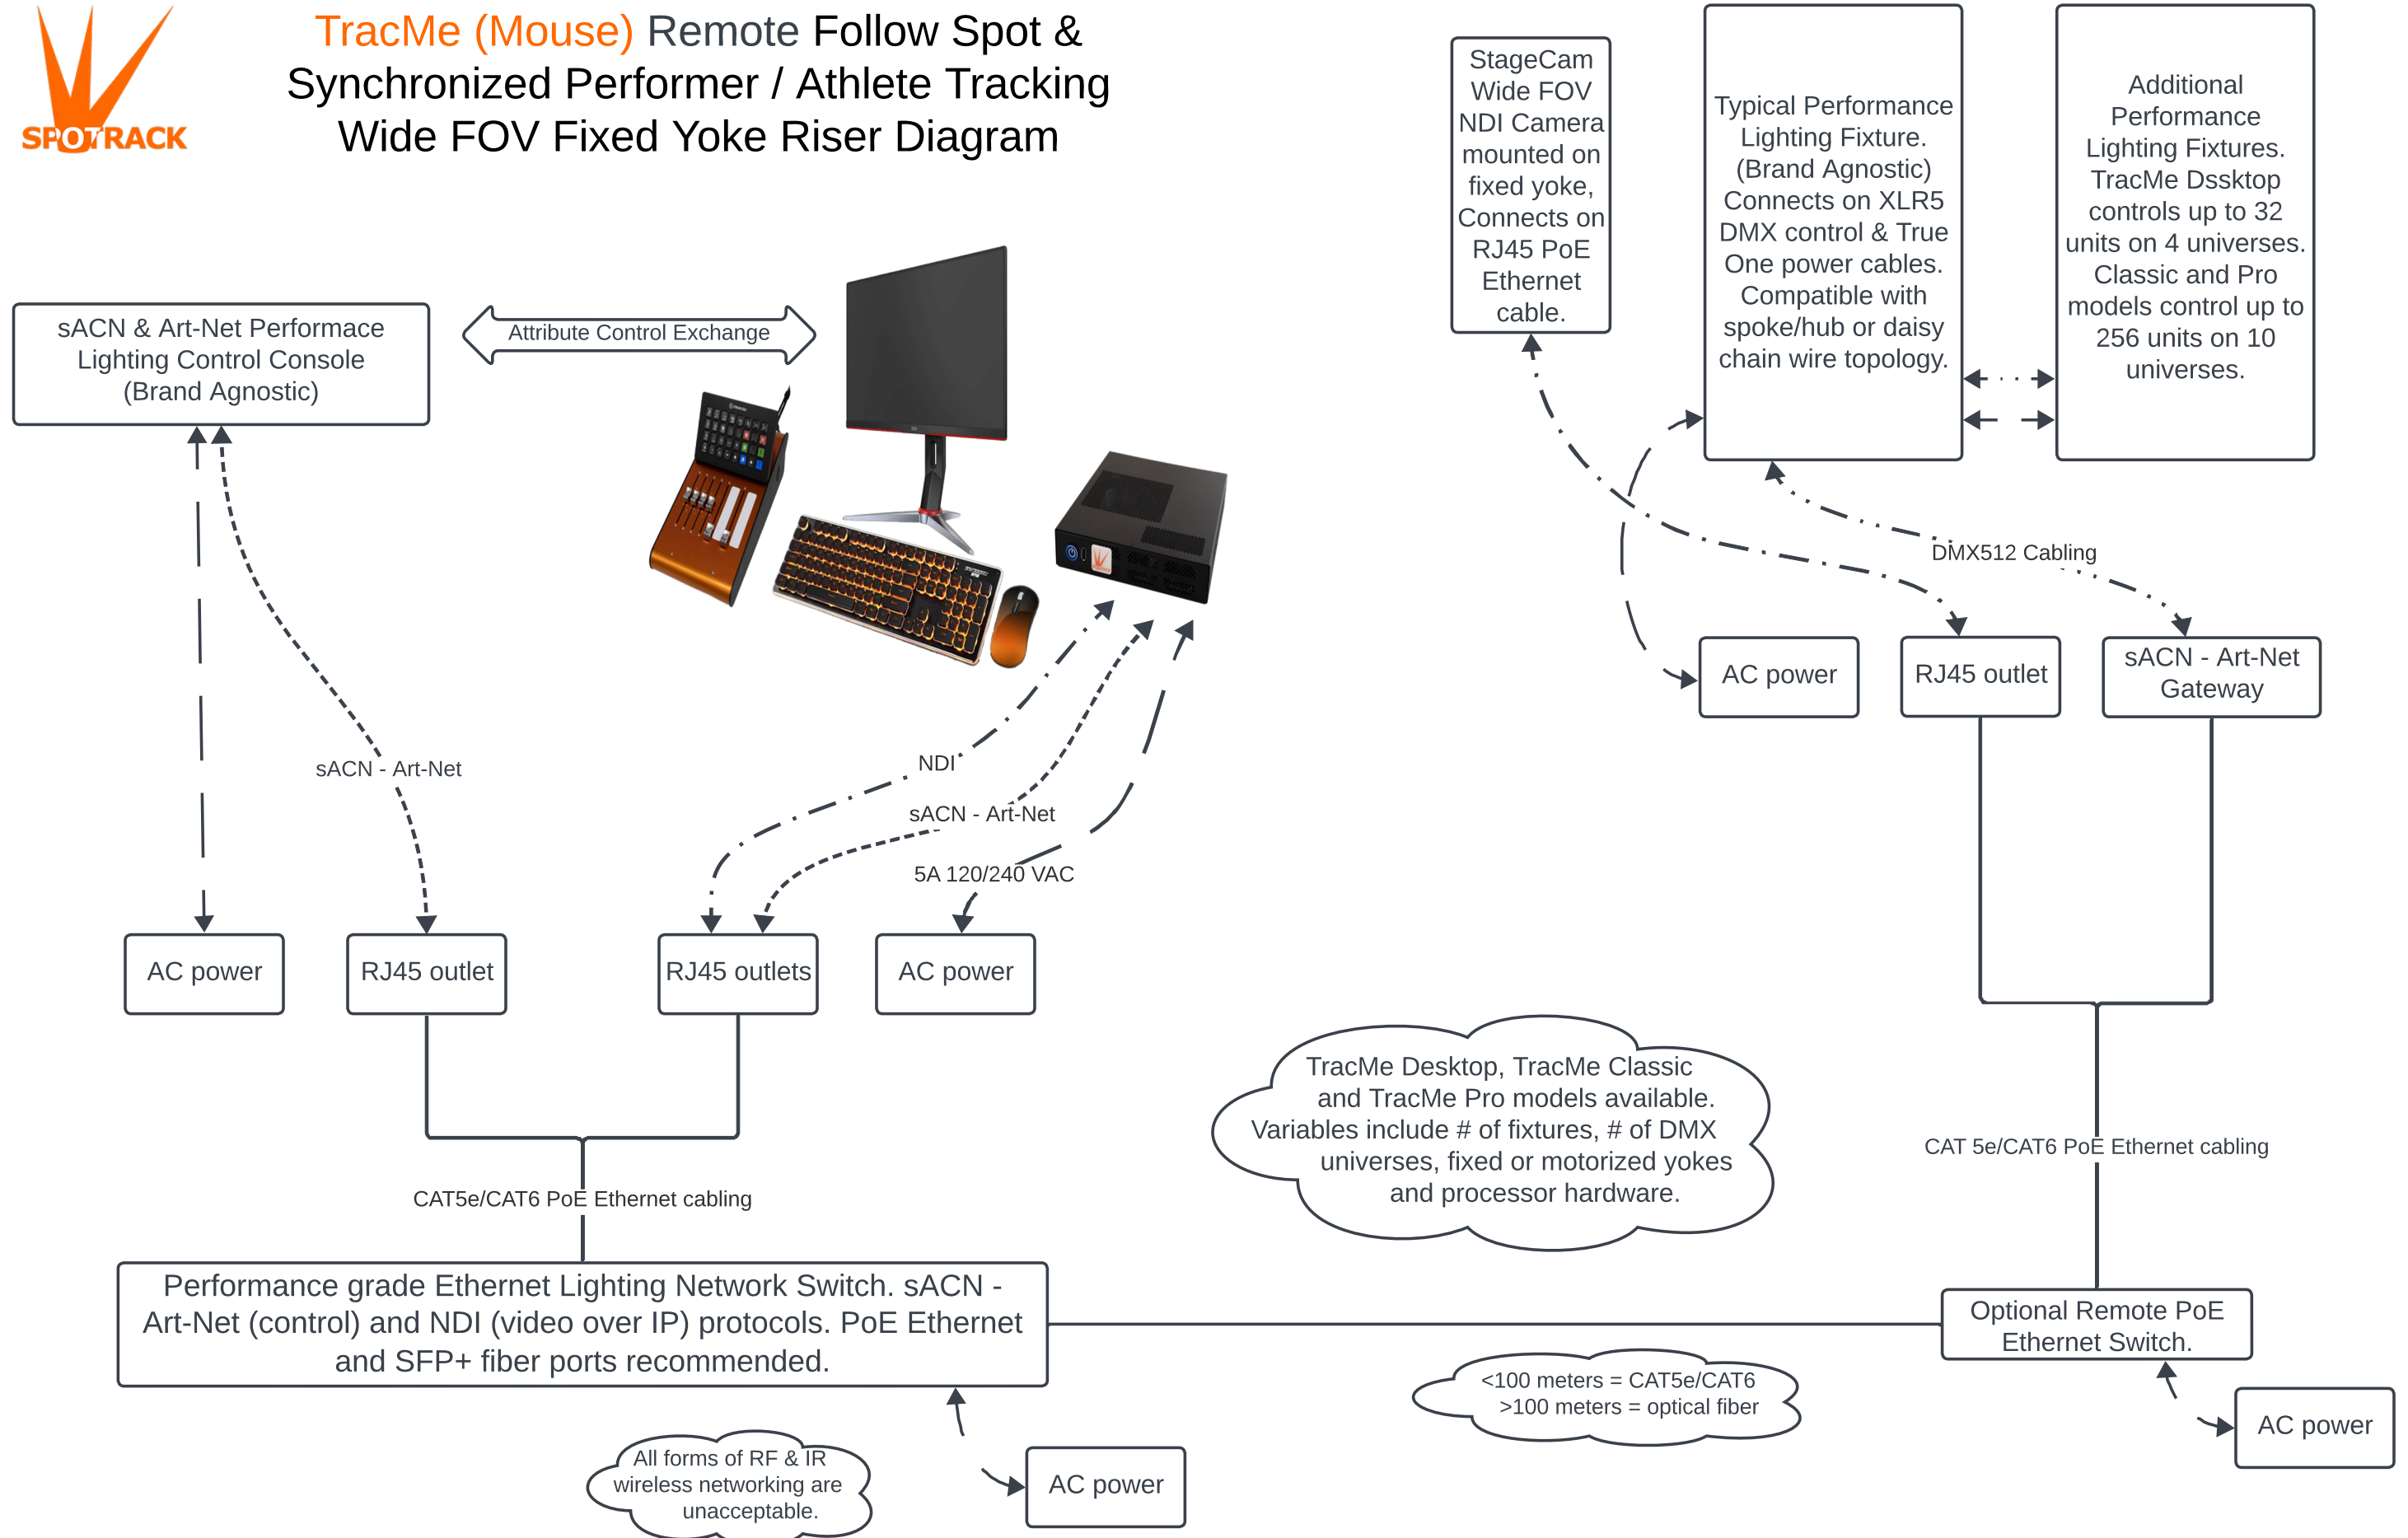 TracMe (Mouse) Remote Follow Spot &
Synchronized Performer / Athlete Tracking
Wide FOV Fixed Yoke Riser Diagram
SPOTRACK
StageCam
Wide FOV
NDI Camera
mounted on
fixed yoke,
Connects on
RJ45 PoE
Ethernet
cable.
Typical Performance
Lighting Fixture.
(Brand Agnostic)
Connects on XLR5
DMX control & True
One power cables.
Compatible with
spoke/hub or daisy
chain wire topology.
Additional
Performance
Lighting Fixtures.
TracMe Dssktop
controls up to 32
units on 4 universes.
Classic and Pro
models control up to
256 units on 10
universes.
sACN & Art-Net Performace
Lighting Control Console
(Brand Agnostic)
Attribute Control Exchange
DMX512 Cabling
AC power
RJ45 outlet
sACN - Art-Net
Gateway
sACN - Art-Net
NDI
sACN - Art-Net
5A 120/240 VAC
AC power
RJ45 outlet
RJ45 outlets
AC power
TracMe Desktop, TracMe Classic
and TracMe Pro models available.
Variables include # of fixtures, # of DMX
universes, fixed or motorized yokes
and processor hardware.
CAT 5e/CAT6 PoE Ethernet cabling
CAT5e/CAT6 PoE Ethernet cabling
Performance grade Ethernet Lighting Network Switch. sACN -
Art-Net (control) and NDI (video over IP) protocols. PoE Ethernet
and SFP+ fiber ports recommended.
Optional Remote PoE
Ethernet Switch.
<100 meters = CAT5e/CAT6
>100 meters = optical fiber
AC power
All forms of RF & IR
wireless networking are
unacceptable.
AC power